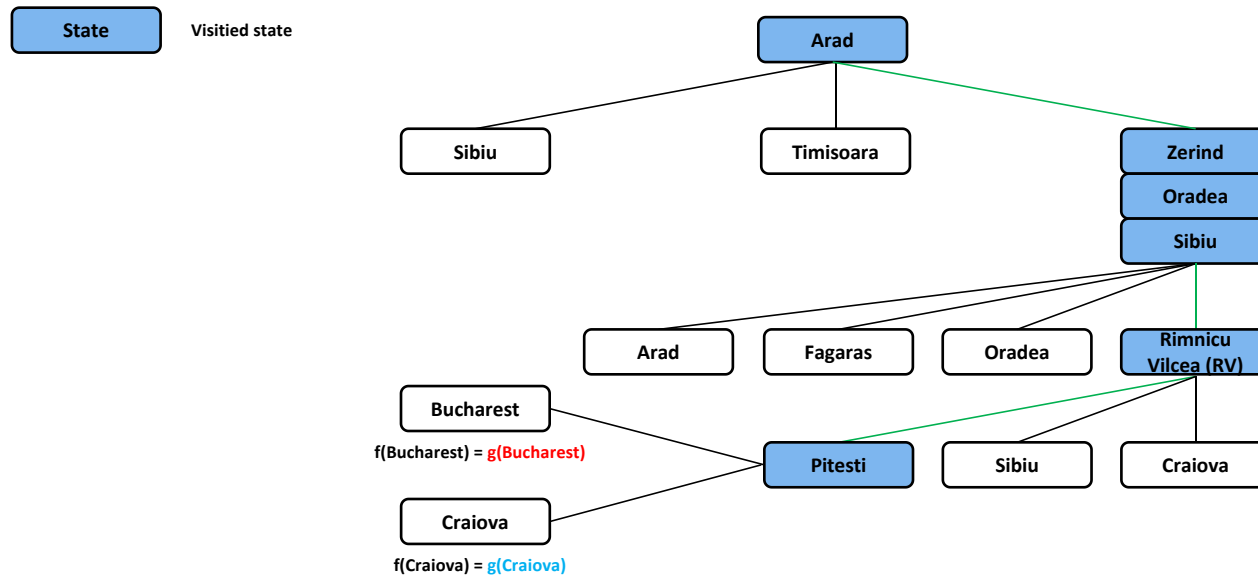 State
Visitied state
Arad
Sibiu
Timisoara
Zerind
Oradea
Sibiu
Arad
Fagaras
Oradea
Rimnicu
Vilcea (RV)
Bucharest
f(Bucharest) = g(Bucharest)
Pitesti
Sibiu
Craiova
Craiova
f(Craiova) = g(Craiova)